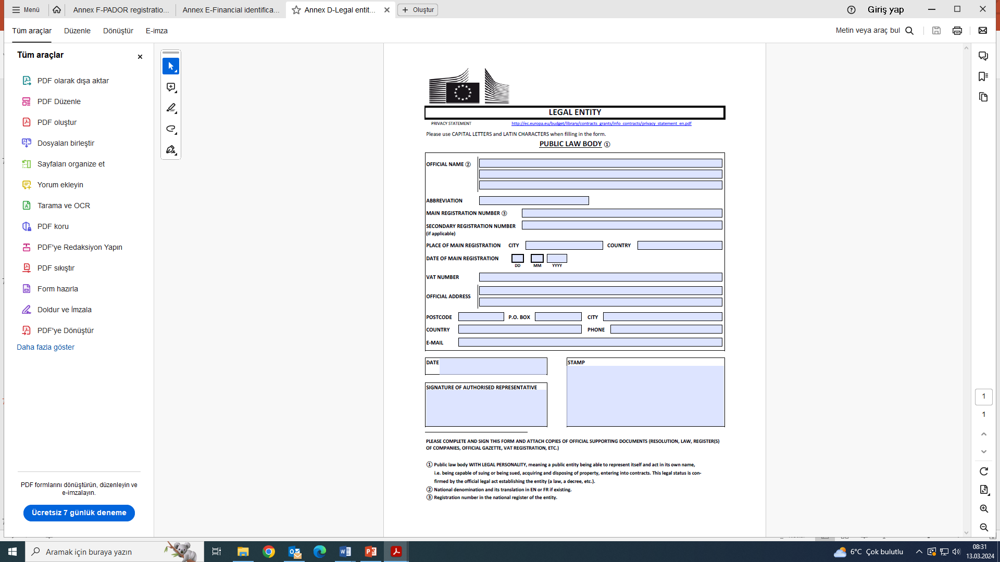 Menü
Annex F-PADOR registratio...
Annex E-Financial identifica...
Annex D-Legal entit...
Oluştur
Giriş yap
Tüm araçlar
Düzenle
Dönüştür
E-imza
Metin veya araç bul
Tüm araçlar
PDF olarak dışa aktar
PDF Düzenle
PDF oluştur
Dosyaları birleştir
Sayfaları organize et
Yorum ekleyin
Tarama ve OCR
PDF koru
PDF'ye Redaksiyon Yapın
PDF sıkıştır
Form hazırla
Doldur ve İmzala
PDF'ye Dönüştür
Daha fazla göster
PDF formlarını dönüştürün, düzenleyin ve
e-imzalayın.
Ücretsiz 7 günlük deneme
LEGAL ENTITY
PRIVACY STATEMENT http://ec.europa.eu/budget/library/contracts_grants/info_contracts/privacy_statement_en.pdf
Please use CAPITAL LETTERS and LATIN CHARACTERS when filling in the form.
PUBLIC LAW BODY ①
OFFICIAL NAME ②
ABBREVIATION
MAIN REGISTRATION NUMBER ③
SECONDARY REGISTRATION NUMBER
(if applicable)
PLACE OF MAIN REGISTRATION CITY COUNTRY
DATE OF MAIN REGISTRATION
DD MM YYYY
VAT NUMBER
OFFICIAL ADDRESS
POSTCODE P.O. BOX CITY
COUNTRY PHONE
E-MAIL
DATE
STAMP
SIGNATURE OF AUTHORISED REPRESENTATIVE
PLEASE COMPLETE AND SIGN THIS FORM AND ATTACH COPIES OF OFFICIAL SUPPORTING DOCUMENTS (RESOLUTION, LAW, REGISTER(S)
OF COMPANIES, OFFICIAL GAZETTE, VAT REGISTRATION, ETC.)
① Public law body WITH LEGAL PERSONALITY, meaning a public entity being able to represent itself and act in its own name,
i.e. being capable of suing or being sued, acquiring and disposing of property, entering into contracts. This legal status is con-
firmed by the official legal act establishing the entity (a law, a decree, etc.).
② National denomination and its translation in EN or FR if existing.
③ Registration number in the national register of the entity.
1
1
Aramak için buraya yazın
6°C Çok bulutlu
08:31
13.03.2024